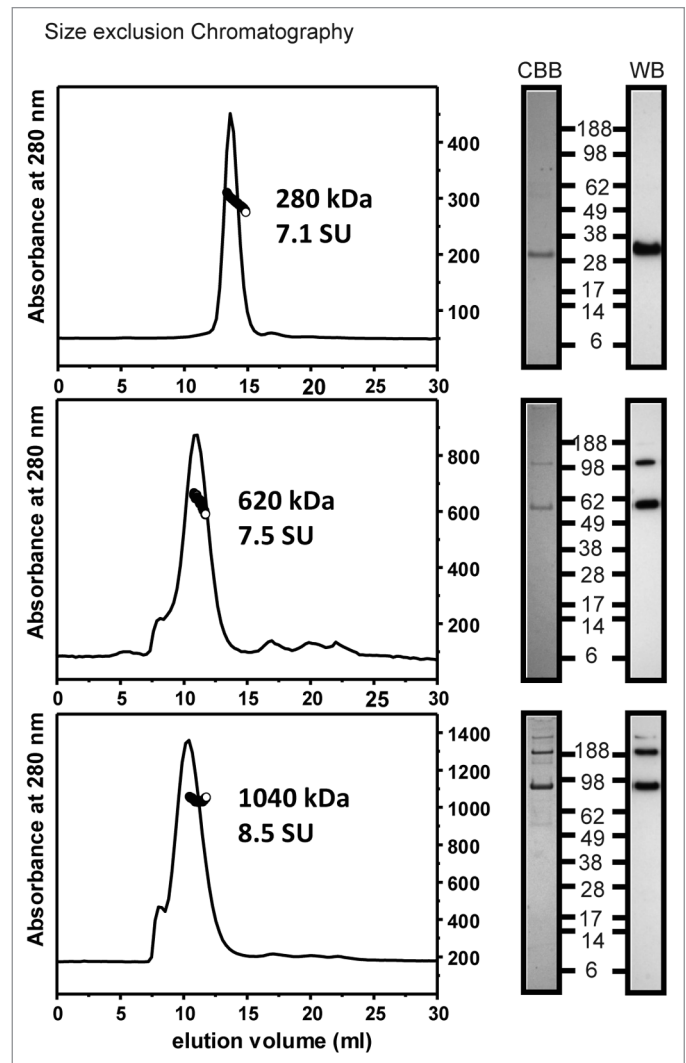 Size exclusion Chromatography
CBB WB
Absorbance at 280 nm
400
300
200
100
280 kDa
7.1 SU
0 5 10 15 20 25 30
188
98
62
49
38
28
17
14
6
Absorbance at 280 nm
800
600
400
200
620 kDa
7.5 SU
0 5 10 15 20 25 30
188
98
62
49
38
28
17
14
6
Absorbance at 280 nm
1400
1200
1000
800
600
400
200
1040 kDa
8.5 SU
0 5 10 15 20 25 30
elution volume (ml)
188
98
62
49
38
28
17
14
6